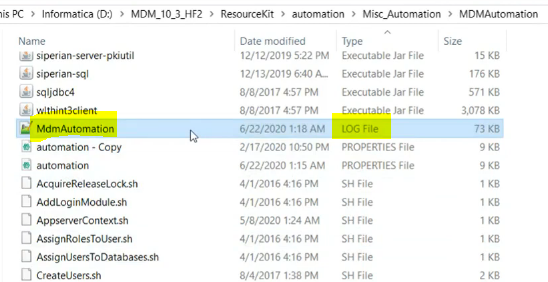 his PC > Informatica (D:) > MDM_10_3_HF2 > ResourceKit > automation > Misc_Automation > MDMAutomation
Name Date modified Type Size
siperian-server-pkiutil 12/12/2019 5:22 PM Executable Jar File 15 KB
siperian-sql 12/13/2019 6:40 A... Executable Jar File 176 KB
sqljdbc4 8/8/2017 4:57 PM Executable Jar File 571 KB
wlthint3client 8/8/2017 4:57 PM Executable Jar File 3,078 KB
MdmAutomation 6/22/2020 1:18 AM LOG File 73 KB
automation - Copy 2/17/2020 10:50 PM PROPERTIES File 9 KB
automation 6/22/2020 1:15 AM PROPERTIES File 9 KB
AcquireReleaseLock.sh 4/1/2016 4:16 PM SH File 1 KB
AddLoginModule.sh 4/1/2016 4:16 PM SH File 1 KB
AppserverContext.sh 5/8/2020 1:24 AM SH File 1 KB
AssignRolesToUser.sh 4/1/2016 4:16 PM SH File 1 KB
AssignUsersToDatabases.sh 4/1/2016 4:16 PM SH File 1 KB
CreateUsers.sh 8/4/2017 1:38 PM SH File 2 KB